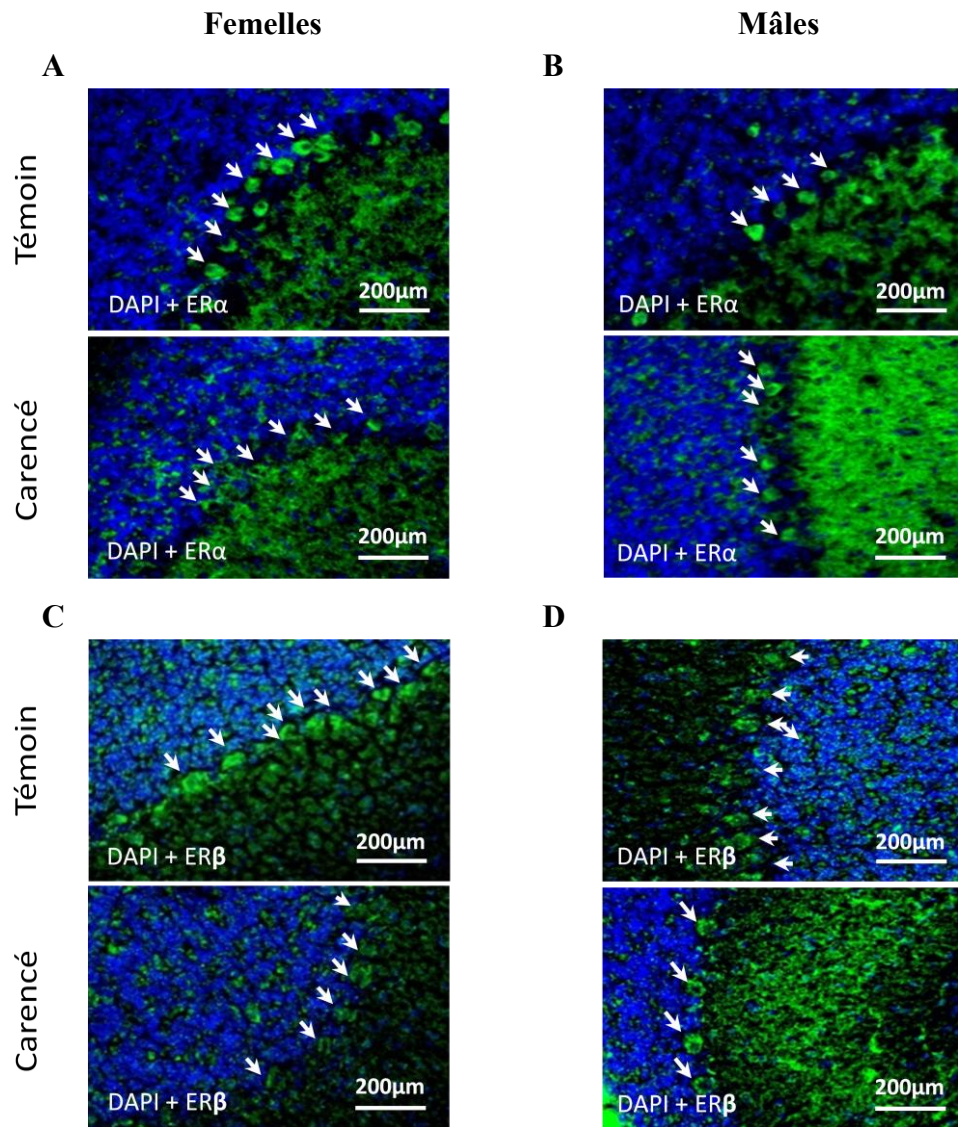 Femelles
Mâles
A
B
Témoin
DAPI + ERα
200µm
DAPI + ERα
200µm
Carencé
DAPI + ERα
200µm
DAPI + ERα
200µm
C
D
Témoin
DAPI + ERβ
200µm
DAPI + ERβ
200µm
Carencé
DAPI + ERβ
200µm
DAPI + ERβ
200µm